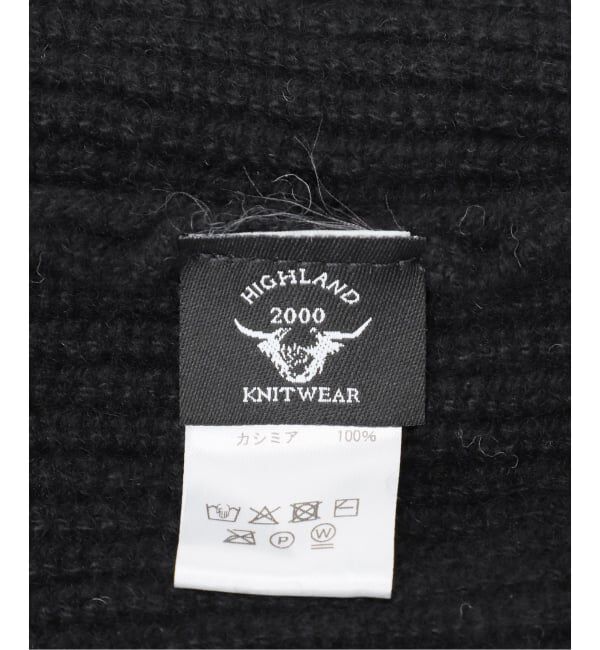 HIGHLAND
2000
KNITWEAR
カシミア 100%
P W